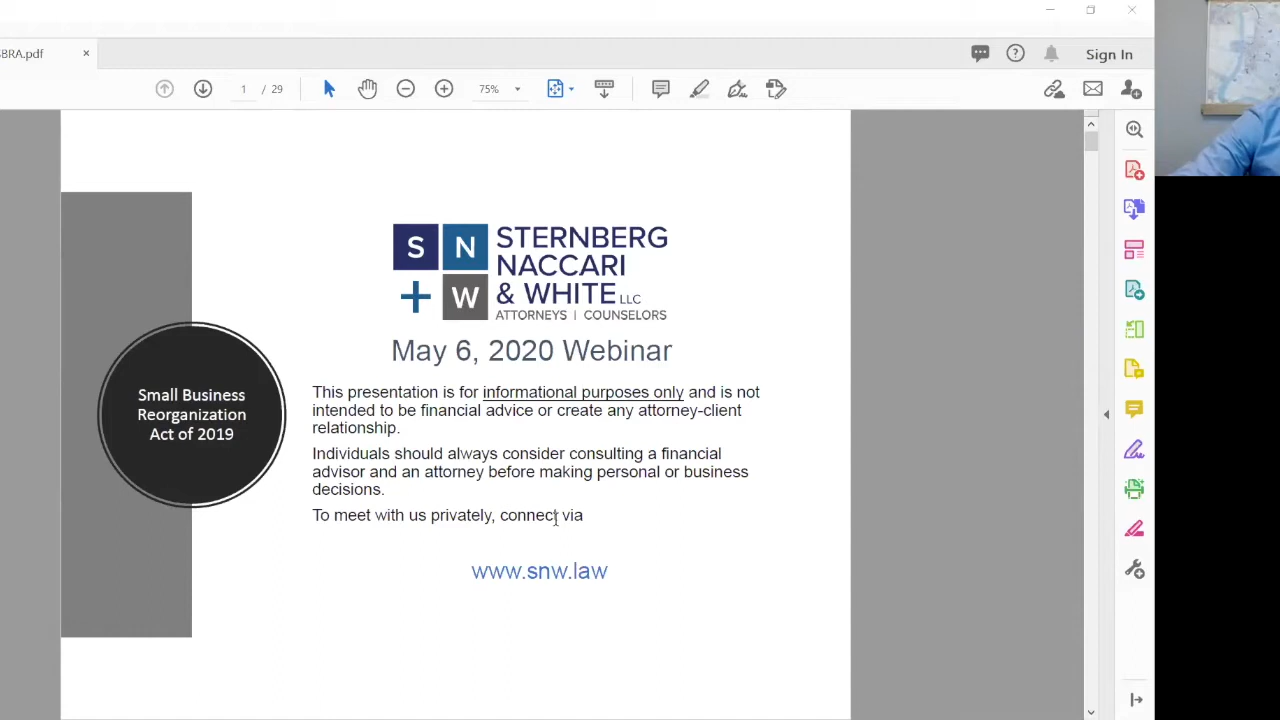 SBRA.pdf
Sign In
1 / 29
75%
S N
STERNBERG
NACCARI
+ W
& WHITE LLC
ATTORNEYS | COUNSELORS
May 6, 2020 Webinar
Small Business
Reorganization
Act of 2019
This presentation is for informational purposes only and is not
intended to be financial advice or create any attorney-client
relationship.
Individuals should always consider consulting a financial
advisor and an attorney before making personal or business
decisions.
To meet with us privately, connect via
www.snw.law